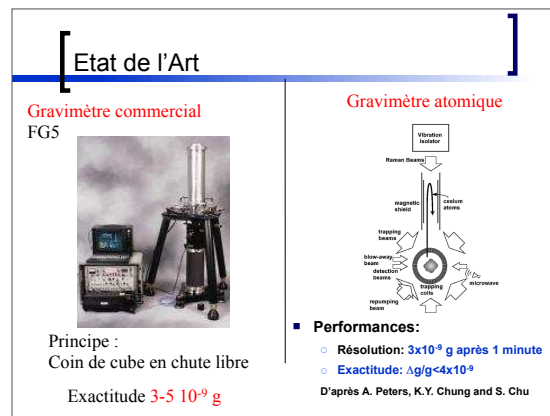 Etat de l'Art
Gravimètre commercial
FG5
Principe :
Coin de cube en chute libre
Exactitude 3-5 10⁻⁹ g
Gravimètre atomique
Vibration
Isolator
Raman Beams
magnetic
shield
cesium
atoms
trapping
beams
blow-away
beam
detection
beams
trapping
coils
microwave
repumping
beam
■ Performances:
○ Résolution: 3x10⁻⁹ g après 1 minute
○ Exactitude: Δg/g<4x10⁻⁹
D'après A. Peters, K.Y. Chung and S. Chu